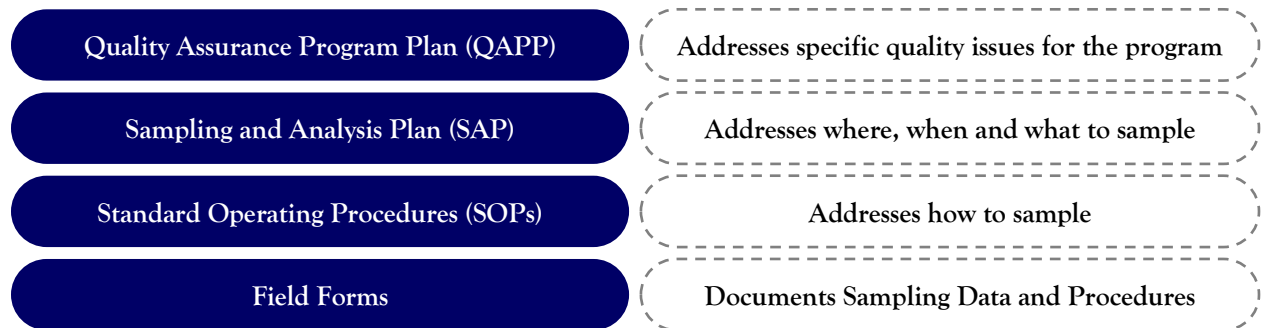 Quality Assurance Program Plan (QAPP)
Addresses specific quality issues for the program
Sampling and Analysis Plan (SAP)
Addresses where, when and what to sample
Standard Operating Procedures (SOPs)
Addresses how to sample
Field Forms
Documents Sampling Data and Procedures